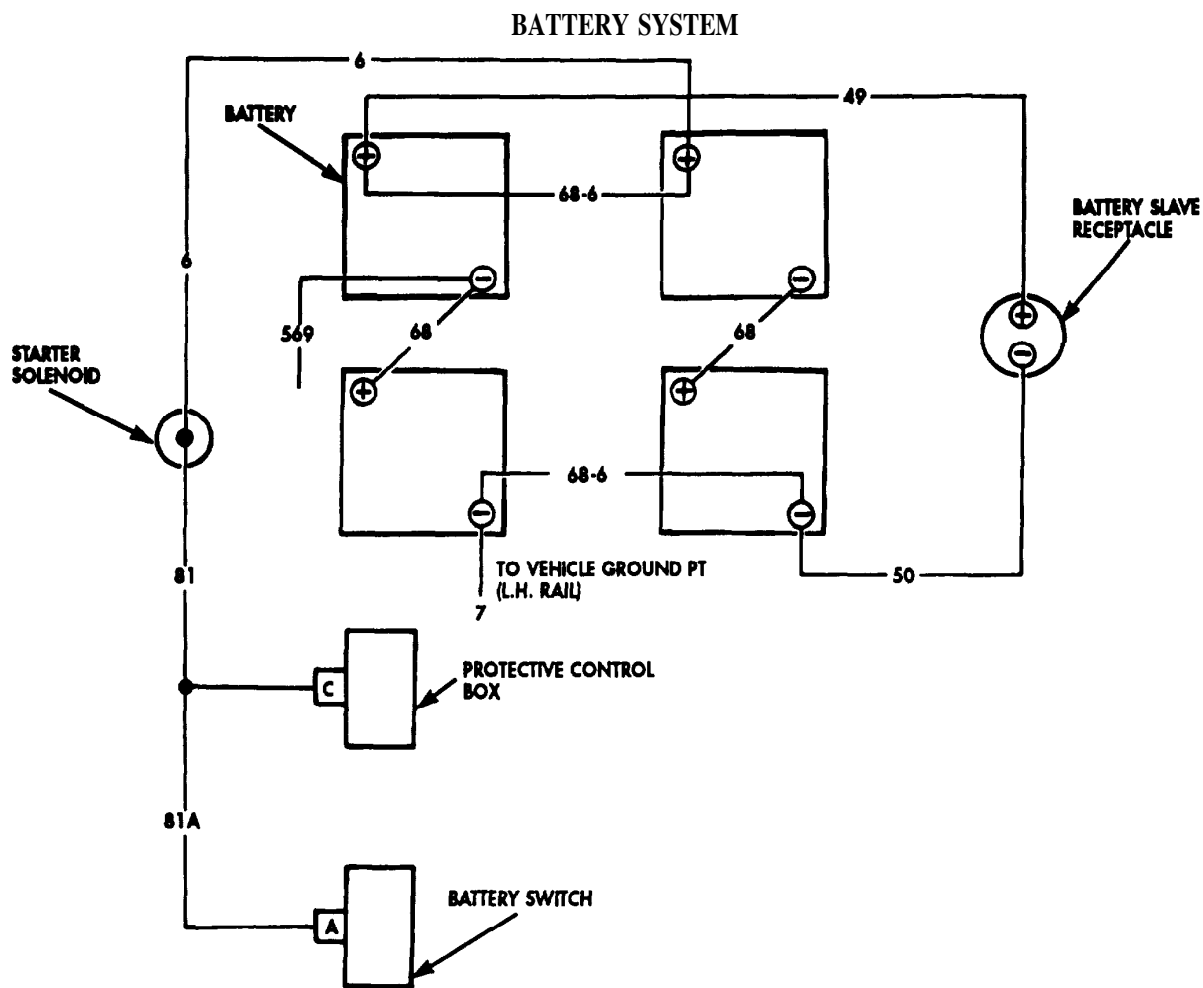 BATTERY SYSTEM
6
49
BATTERY
68-6
BATTERY SLAVE
RECEPTACLE
6
569
68
68
STARTER
SOLENOID
68-6
81
TO VEHICLE GROUND PT
(L.H. RAIL)
7
50
C
PROTECTIVE CONTROL
BOX
81A
A
BATTERY SWITCH